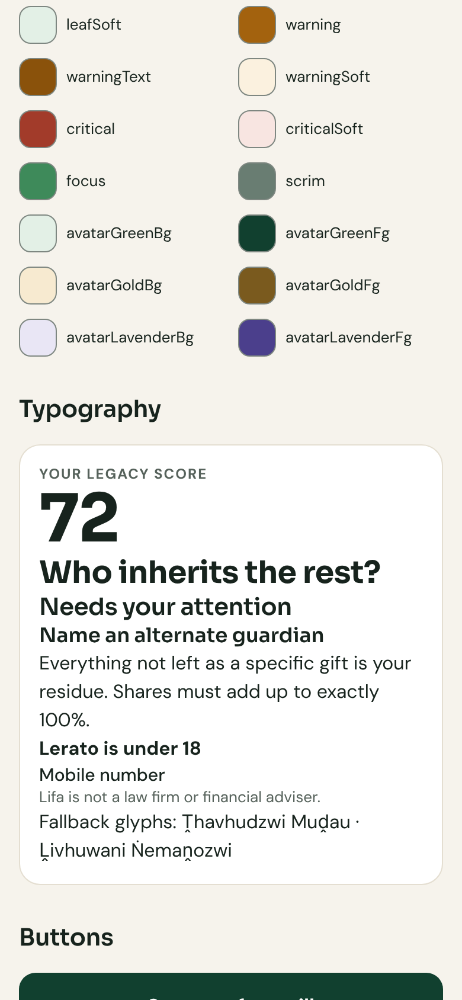 leafSoft
warning
warningText
warningSoft
critical
criticalSoft
focus
scrim
avatarGreenBg
avatarGreenFg
avatarGoldBg
avatarGoldFg
avatarLavenderBg
avatarLavenderFg
Typography
YOUR LEGACY SCORE
72
Who inherits the rest?
Needs your attention
Name an alternate guardian
Everything not left as a specific gift is your
residue. Shares must add up to exactly
100%.
Lerato is under 18
Mobile number
Lifa is not a law firm or financial adviser.
Fallback glyphs: Ṱhavhudzwi Muḓau ·
Ḽivhuwani Ṅemaṋozwi
Buttons